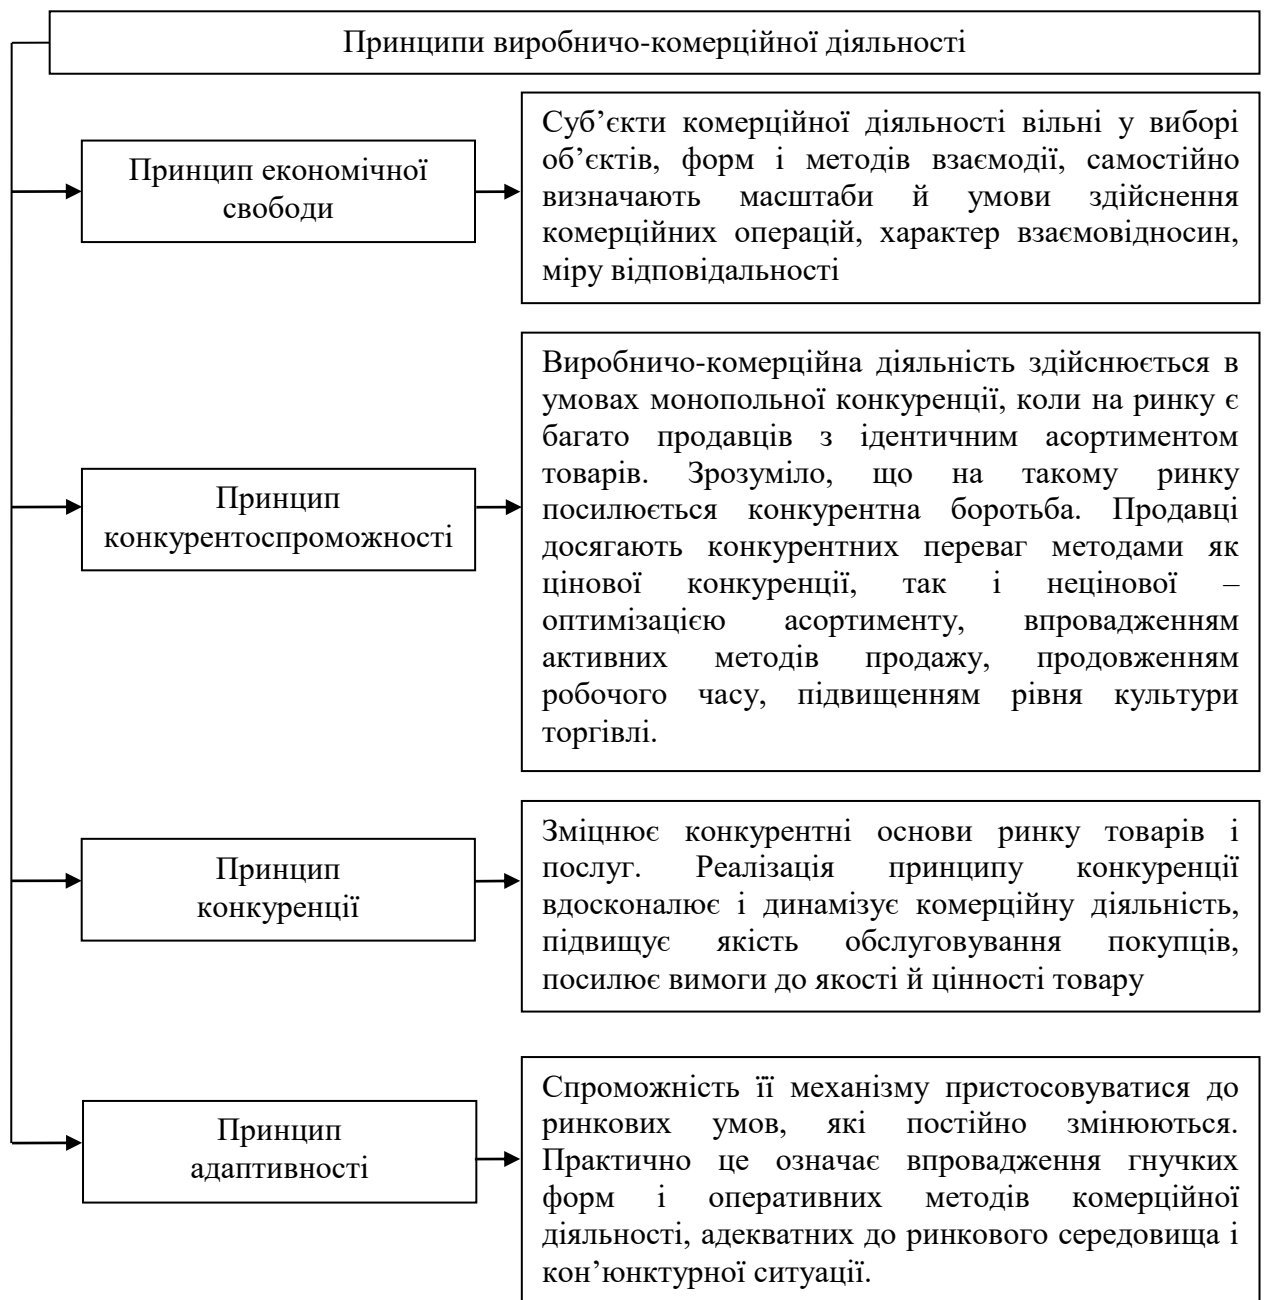 Принципи виробничо-комерційної діяльності
Принцип економічної
свободи
Суб’єкти комерційної діяльності вільні у виборі
об’єктів, форм і методів взаємодії, самостійно
визначають масштаби й умови здійснення
комерційних операцій, характер взаємовідносин,
міру відповідальності
Принцип
конкурентоспроможності
Виробничо-комерційна діяльність здійснюється в
умовах монопольної конкуренції, коли на ринку є
багато продавців з ідентичним асортиментом
товарів. Зрозуміло, що на такому ринку
посилюється конкурентна боротьба. Продавці
досягають конкурентних переваг методами як
цінової конкуренції, так і нецінової –
оптимізацією асортименту, впровадженням
активних методів продажу, продовженням
робочого часу, підвищенням рівня культури
торгівлі.
Принцип
конкуренції
Зміцнює конкурентні основи ринку товарів і
послуг. Реалізація принципу конкуренції
вдосконалює і динамізує комерційну діяльність,
підвищує якість обслуговування покупців,
посилює вимоги до якості й цінності товару
Принцип
адаптивності
Спроможність її механізму пристосовуватися до
ринкових умов, які постійно змінюються.
Практично це означає впровадження гнучких
форм і оперативних методів комерційної
діяльності, адекватних до ринкового середовища і
кон’юнктурної ситуації.